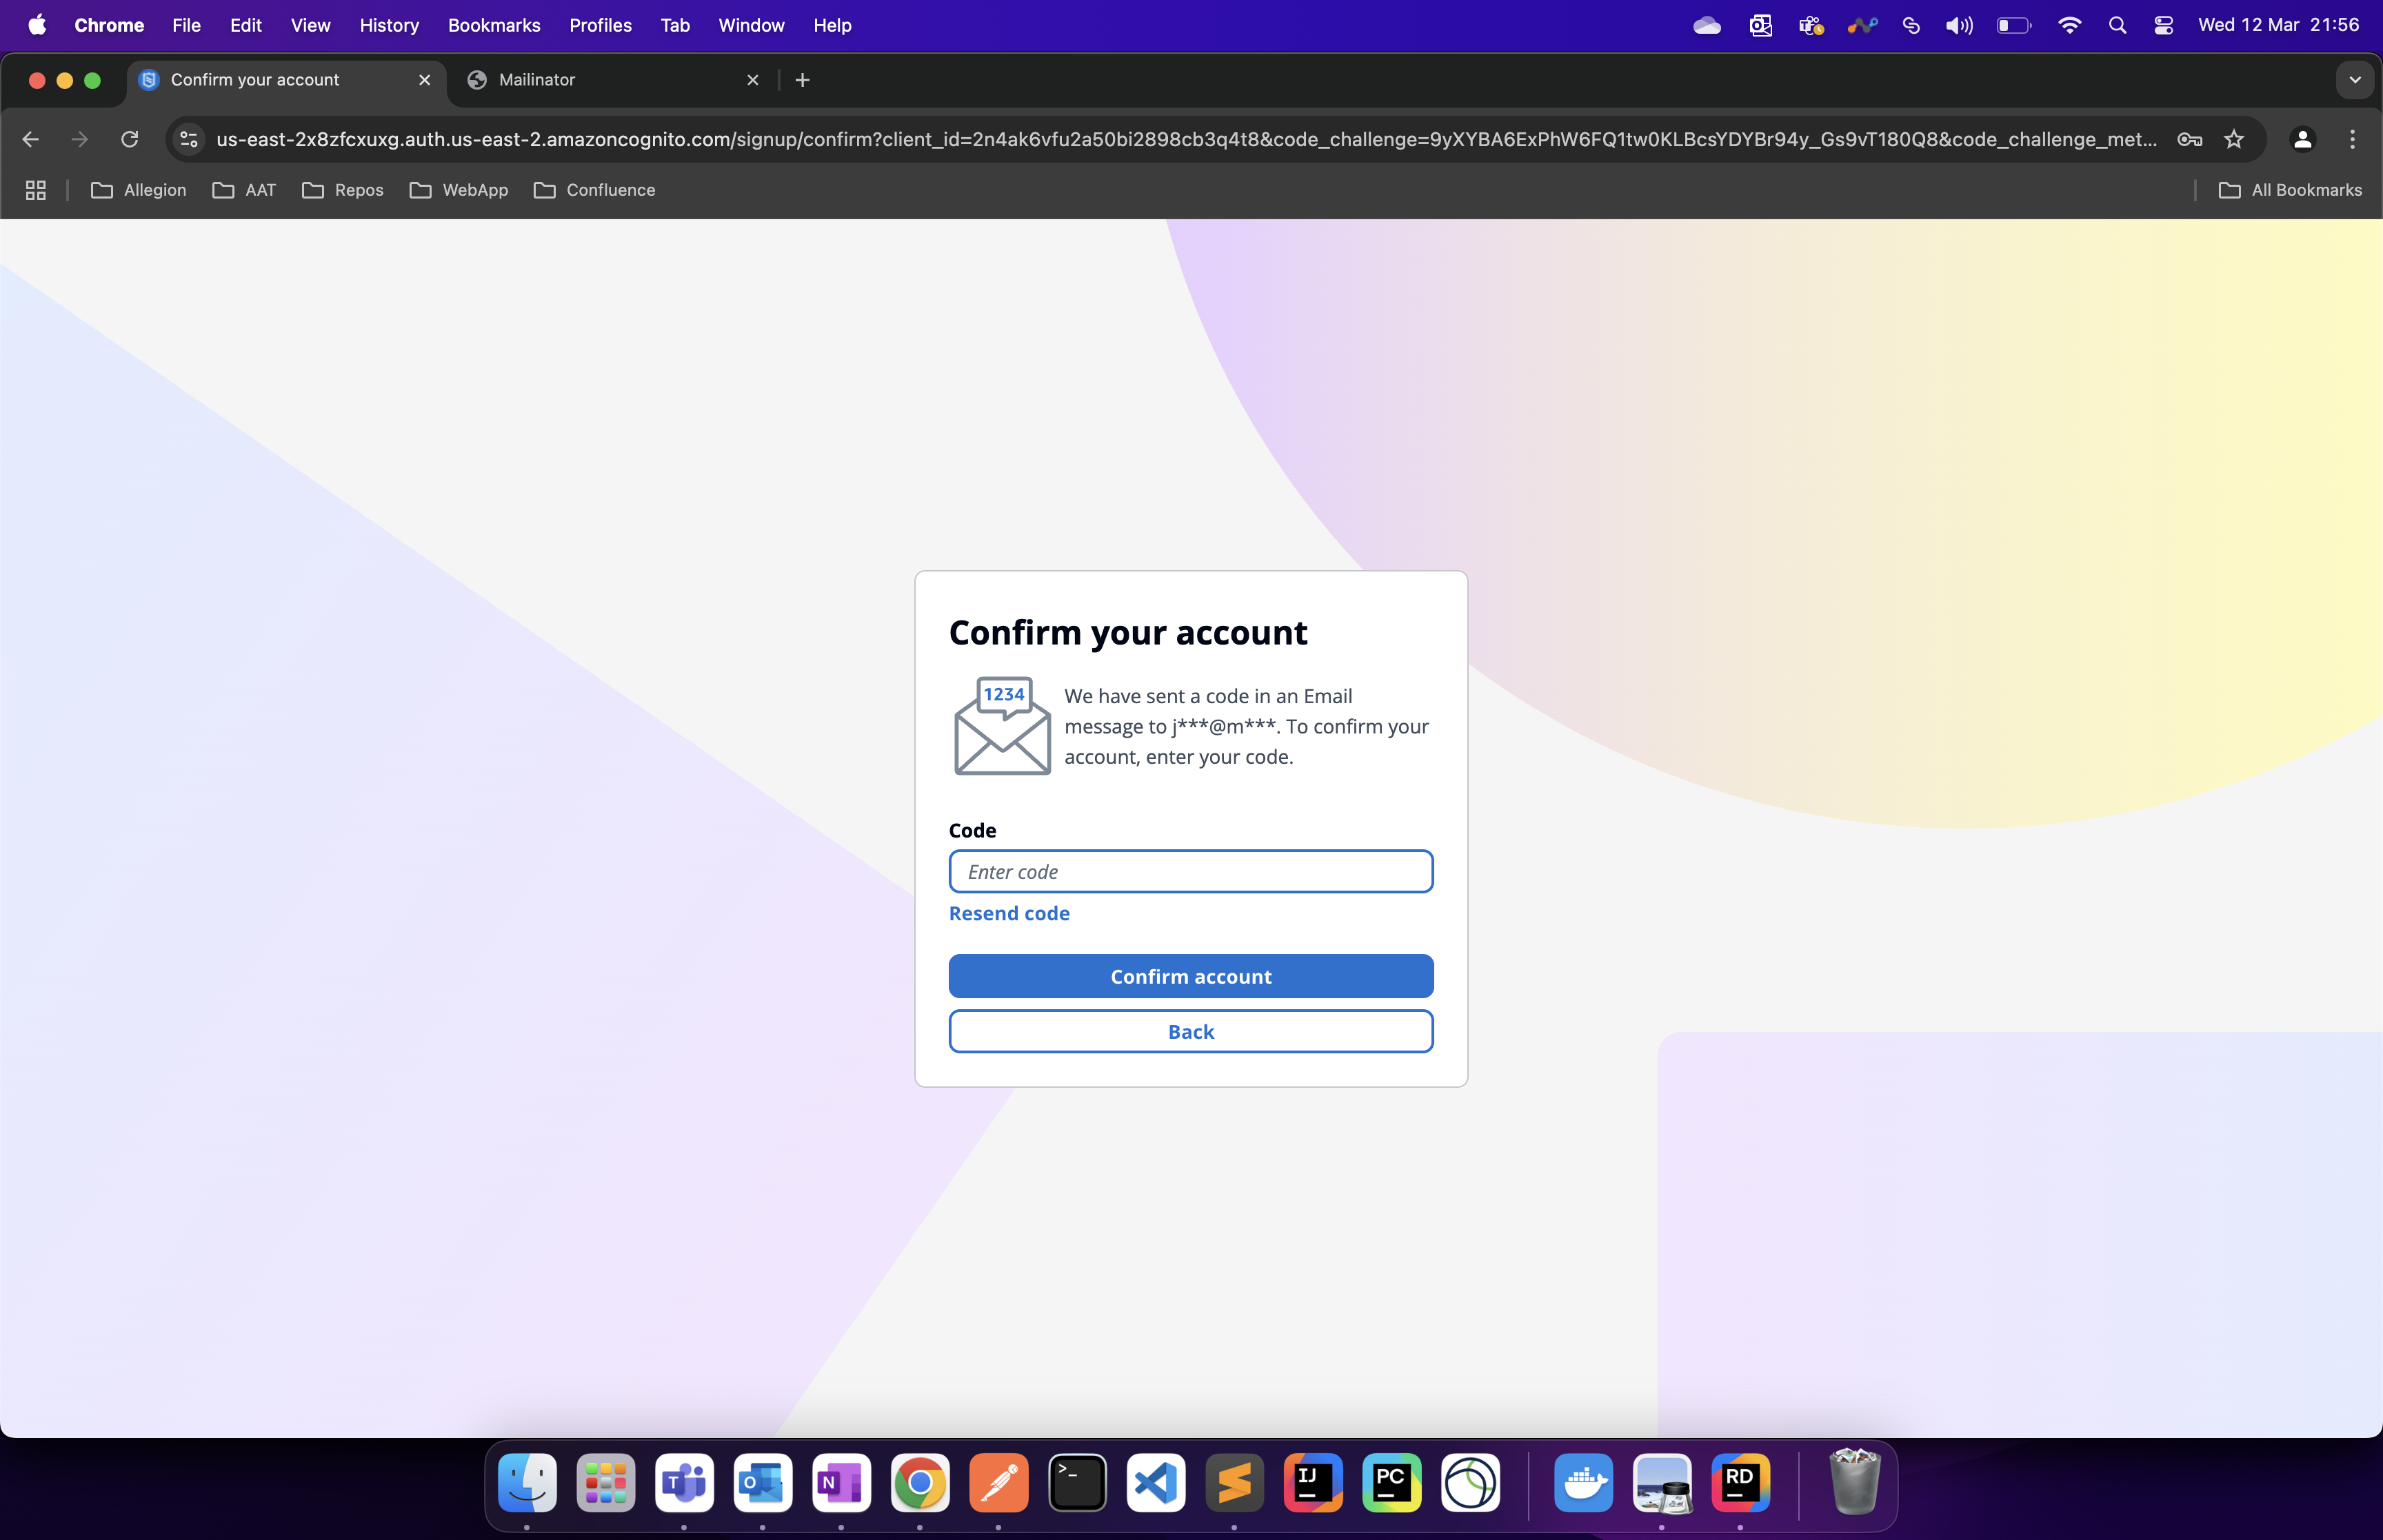 Chrome File Edit View History Bookmarks Profiles Tab Window Help Wed 12 Mar 21:56
Confirm your account Mailinator
us-east-2x8zfcxuxg.auth.us-east-2.amazoncognito.com/signup/confirm?client_id=2n4ak6vfu2a50bi2898cb3q4t8&code_challenge=9yXYBA6ExPhW6FQ1tw0KLBcsYDYBr94y_Gs9vT180Q8&code_challenge_met...
Allegion AAT Repos WebApp Confluence All Bookmarks
Confirm your account
1234
We have sent a code in an Email
message to j***@m***. To confirm your
account, enter your code.
Code
Enter code
Resend code
Confirm account
Back
T O N >_ IJ PC RD